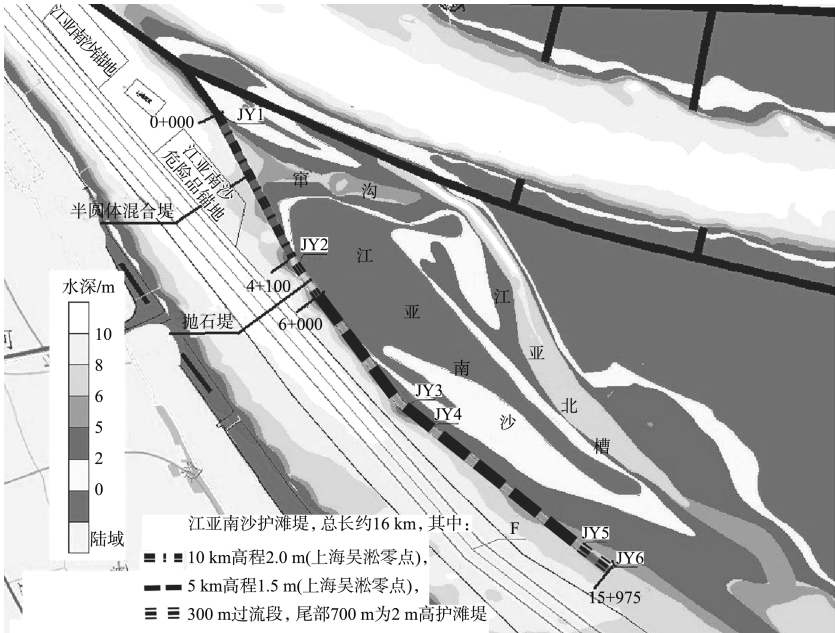 江亚南沙锚地
0+000
JY1
江亚南沙
危险品锚地
窜
沟
半圆体混合堤
JY2
4+100
江
江
水深/m
抛石堤
6+000
亚
亚
河
10
8
6
5
2
0
陆域
南
JY3
JY4
沙
北
槽
江亚南沙护滩堤，总长约16 km，其中：
F
JY5
JY6
10 km高程2.0 m(上海吴淞零点)，
5 km高程1.5 m(上海吴淞零点)，
15+975
300 m过流段，尾部700 m为2 m高护滩堤